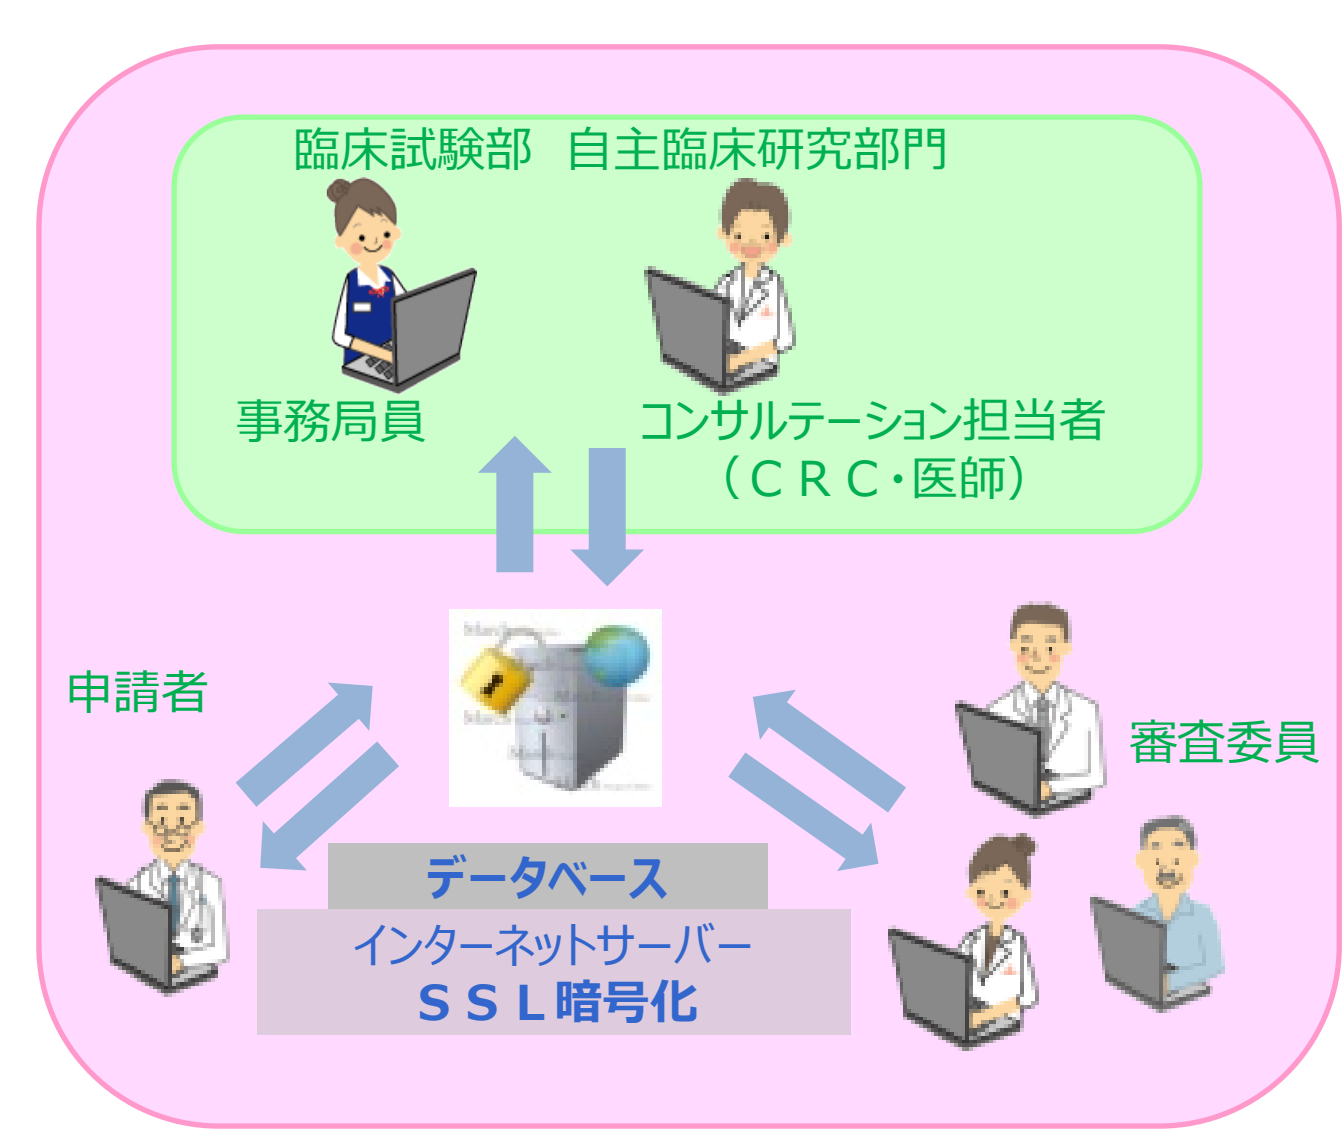 臨床試験部　自主臨床研究部門
事務局員
コンサルテーション担当者
（ＣＲＣ・医師）
申請者
審査委員
データベース
インターネットサーバー
ＳＳＬ暗号化